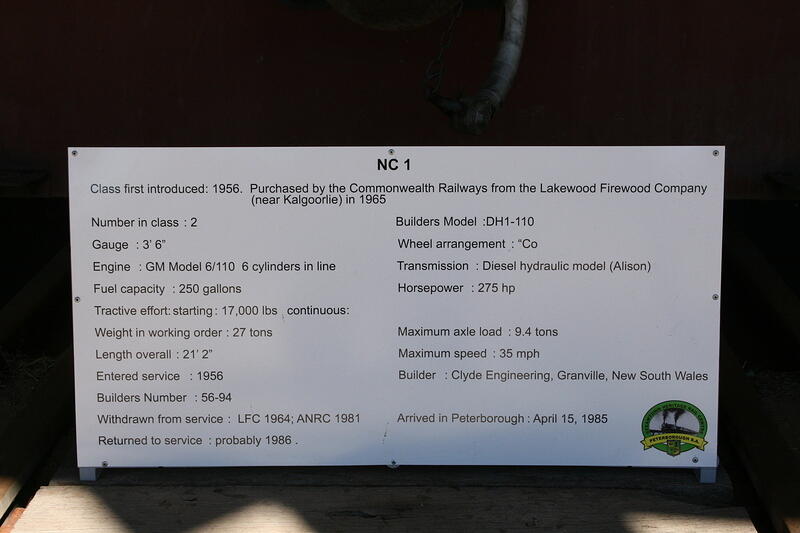 NC 1
Class first introduced: 1956. Purchased by the Commonwealth Railways from the Lakewood Firewood Company
(near Kalgoorlie) in 1965
Number in class : 2
Builders Model :DH1-110
Gauge : 3' 6"
Wheel arrangement : “Co
Engine : GM Model 6/110 6 cylinders in line
Transmission : Diesel hydraulic model (Alison)
Fuel capacity : 250 gallons
Horsepower : 275 hp
Tractive effort: starting : 17,000 lbs continuous:
Weight in working order : 27 tons
Maximum axle load : 9.4 tons
Length overall : 21' 2"
Maximum speed : 35 mph
Entered service : 1956
Builder : Clyde Engineering, Granville, New South Wales
Builders Number : 56-94
Withdrawn from service : LFC 1964; ANRC 1981
Arrived in Peterborough : April 15, 1985
Returned to service : probably 1986 .
STEAMTOWN HERITAGE RAIL CENTRE
PETERBOROUGH S.A.